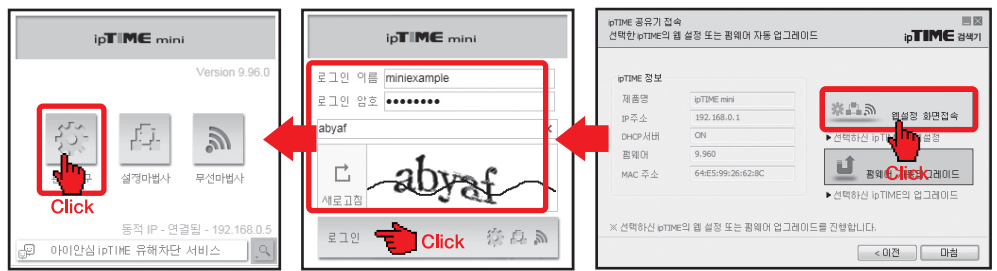 ipTIME mini
Version 9.96.0
설정마법사
무선마법사
Click
동적 IP - 연결됨 - 192.168.0.5
아이안심 ipTIME 유해차단 서비스
ipTIME mini
로그인 이름 miniexample
로그인 암호 ●●●●●●●●
abyaf
abyaf
새로고침
로그인
Click
ipTIME 공유기 접속
선택한 ipTIME의 웹 설정 또는 펌웨어 자동 업그레이드
ipTIME 검색기
ipTIME 정보
제품명 ipTIME mini
IP주소 192.168.0.1
DHCP서버 ON
펌웨어 9.960
MAC 주소 64:E5:99:26:62:8C
웹설정 화면접속
▶선택하신 ipTIME 설정
Click
펌웨어 업그레이드
▶선택하신 ipTIME의 업그레이드
※ 선택하신 ipTIME의 웹 설정 또는 펌웨어 업그레이드를 진행합니다.
< 이전
마침